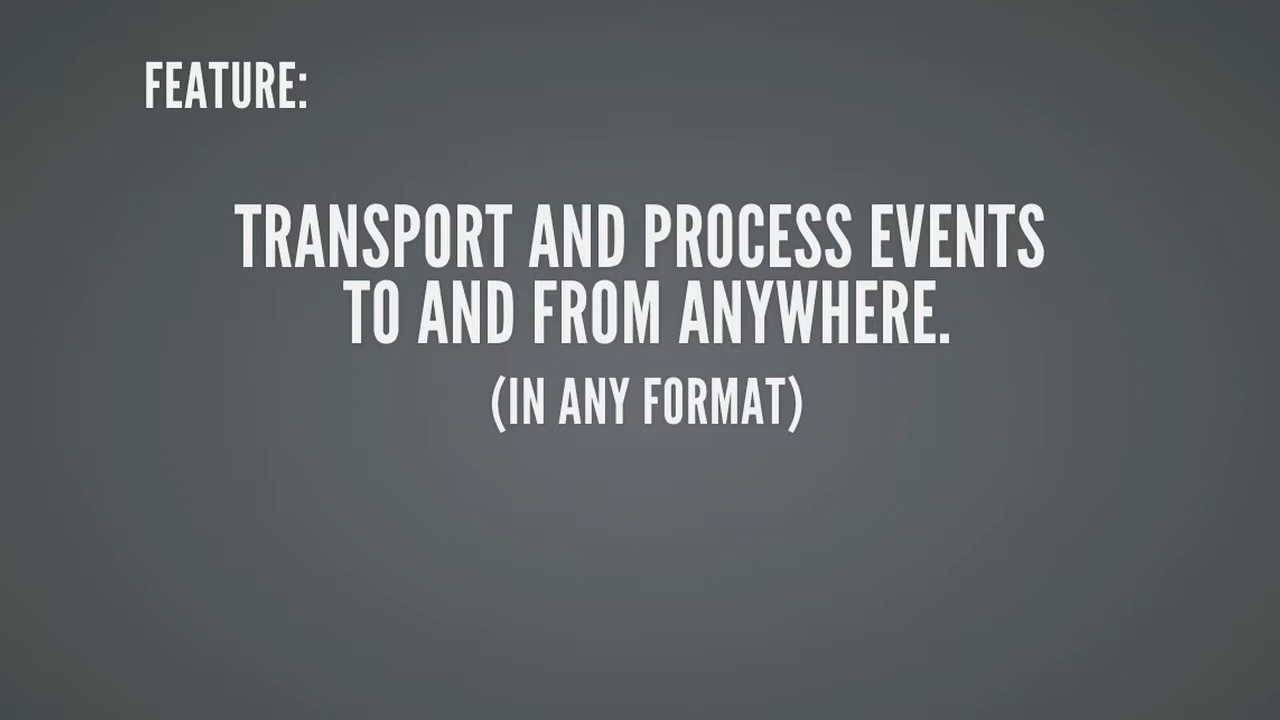 FEATURE:
TRANSPORT AND PROCESS EVENTS
TO AND FROM ANYWHERE.
(IN ANY FORMAT)